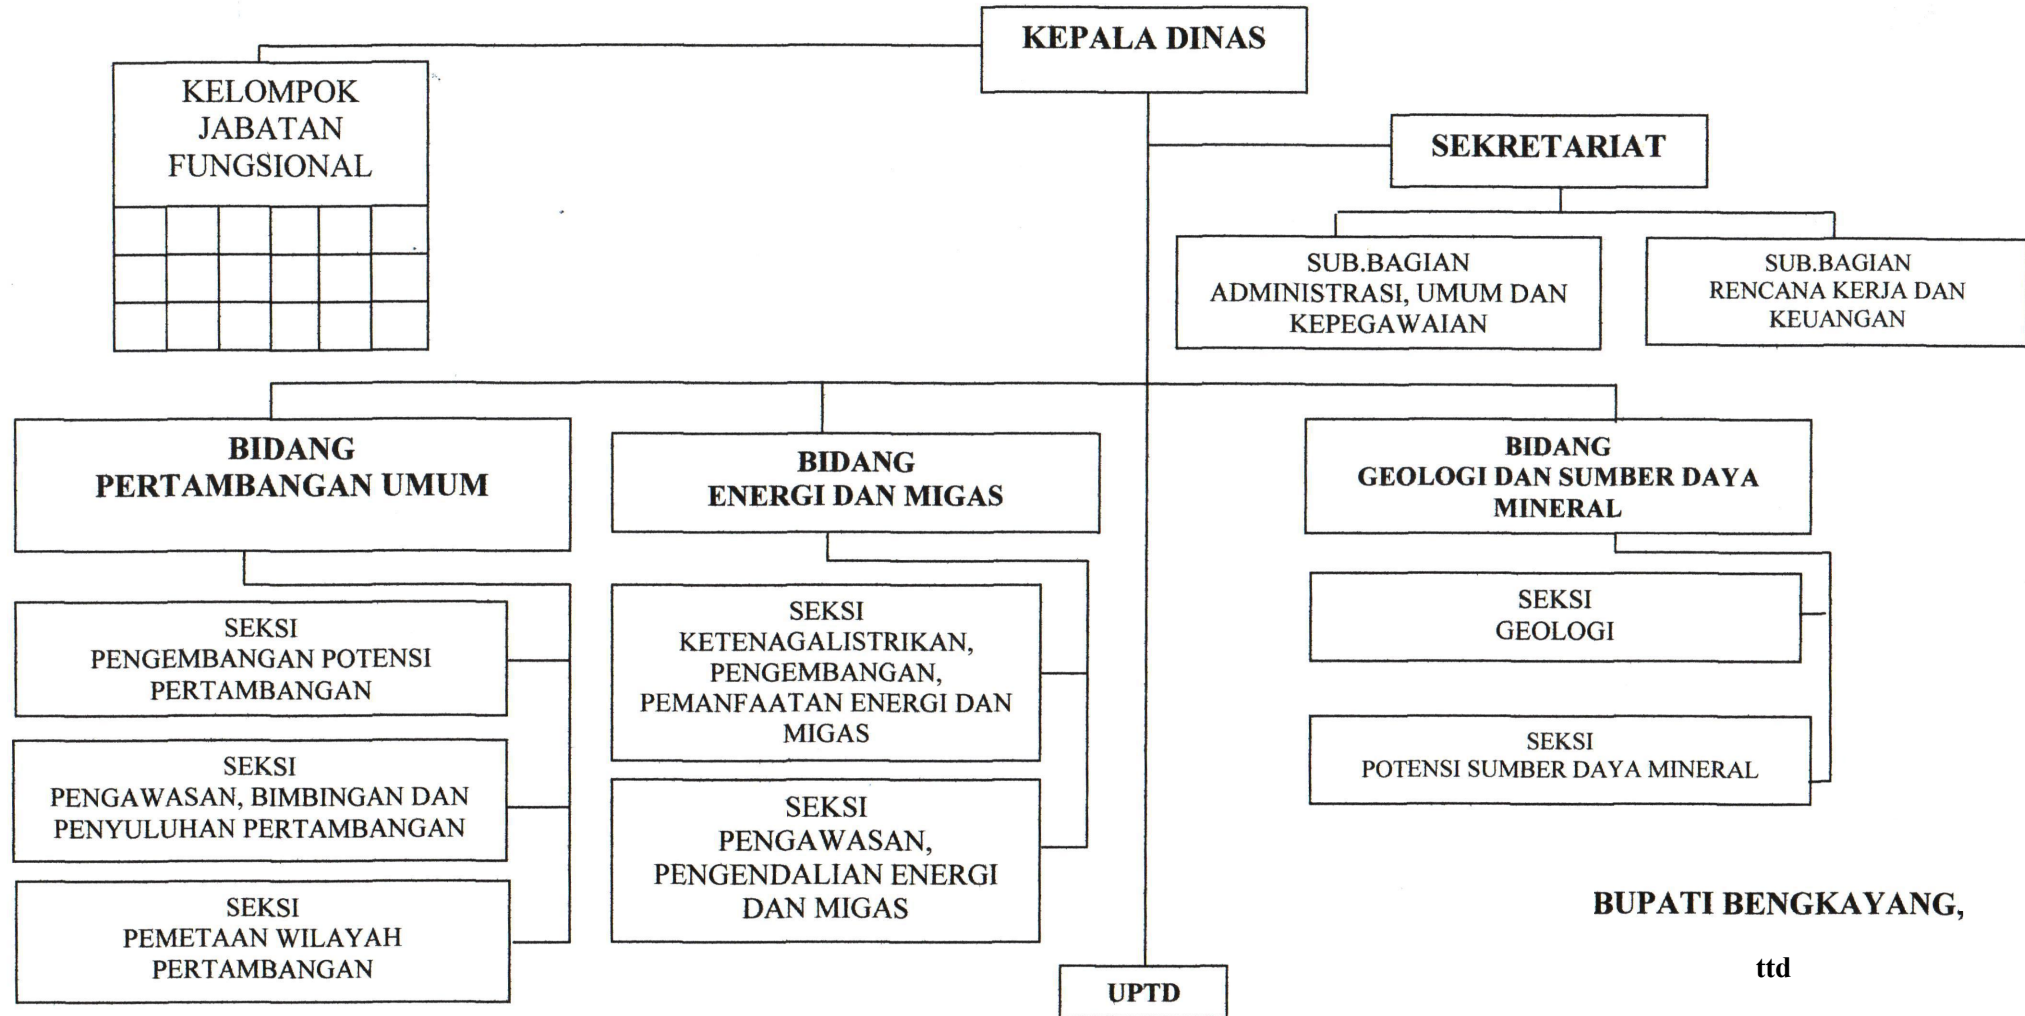 KEPALA DINAS
KELOMPOK
JABATAN
FUNGSIONAL
SEKRETARIAT
SUB.BAGIAN
ADMINISTRASI, UMUM DAN
KEPEGAWAIAN
SUB.BAGIAN
RENCANA KERJA DAN
KEUANGAN
BIDANG
PERTAMBANGAN UMUM
BIDANG
ENERGI DAN MIGAS
BIDANG
GEOLOGI DAN SUMBER DAYA
MINERAL
SEKSI
PENGEMBANGAN POTENSI
PERTAMBANGAN
SEKSI
PENGAWASAN, BIMBINGAN DAN
PENYULUHAN PERTAMBANGAN
SEKSI
PEMETAAN WILAYAH
PERTAMBANGAN
SEKSI
KETENAGALISTRIKAN,
PENGEMBANGAN,
PEMANFAATAN ENERGI DAN
MIGAS
SEKSI
PENGAWASAN,
PENGENDALIAN ENERGI
DAN MIGAS
SEKSI
GEOLOGI
SEKSI
POTENSI SUMBER DAYA MINERAL
UPTD
BUPATI BENGKAYANG,
ttd